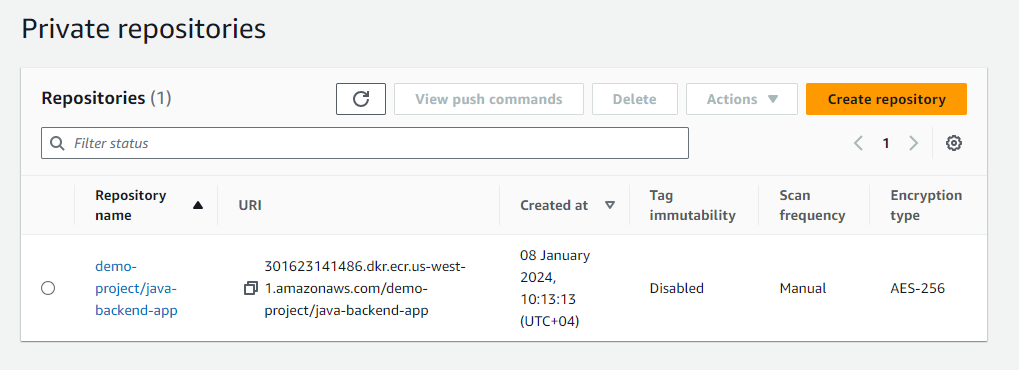 Private repositories
Repositories (1)
View push commands
Delete
Actions
Create repository
Filter status
1
Repository name
URI
Created at
Tag immutability
Scan frequency
Encryption type
demo-
project/java-
backend-app
301623141486.dkr.ecr.us-west-
1.amazonaws.com/demo-
project/java-backend-app
08 January
2024,
10:13:13
(UTC+04)
Disabled
Manual
AES-256